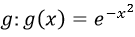 g: g(x) = e^{-x^2}